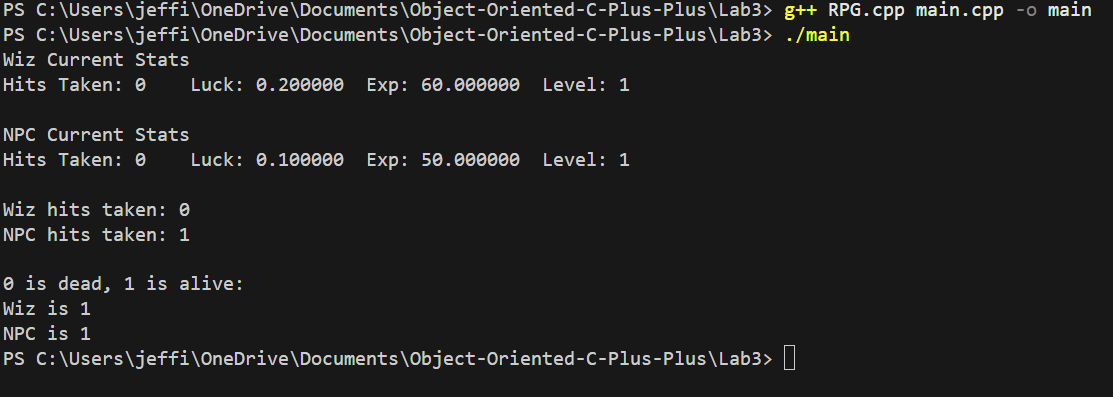 PS C:\Users\jeffi\OneDrive\Documents\Object-Oriented-C-Plus-Plus\Lab3> g++ RPG.cpp main.cpp -o main
PS C:\Users\jeffi\OneDrive\Documents\Object-Oriented-C-Plus-Plus\Lab3> ./main
Wiz Current Stats
Hits Taken: 0    Luck: 0.200000  Exp: 60.000000  Level: 1
NPC Current Stats
Hits Taken: 0    Luck: 0.100000  Exp: 50.000000  Level: 1
Wiz hits taken: 0
NPC hits taken: 1
0 is dead, 1 is alive:
Wiz is 1
NPC is 1
PS C:\Users\jeffi\OneDrive\Documents\Object-Oriented-C-Plus-Plus\Lab3>